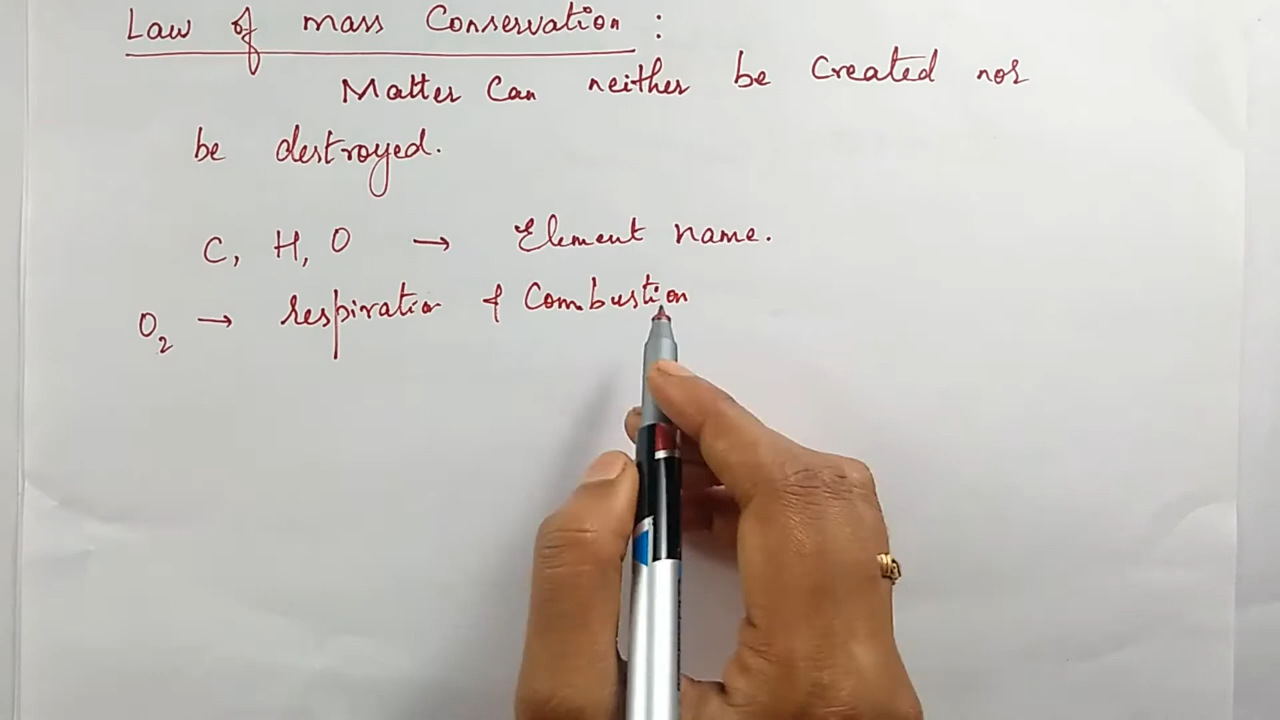 Law of mass Conservation :
Matter Can neither be Created nor
be destroyed.
C, H, O → Element name.
O₂ → respiration & Combustion